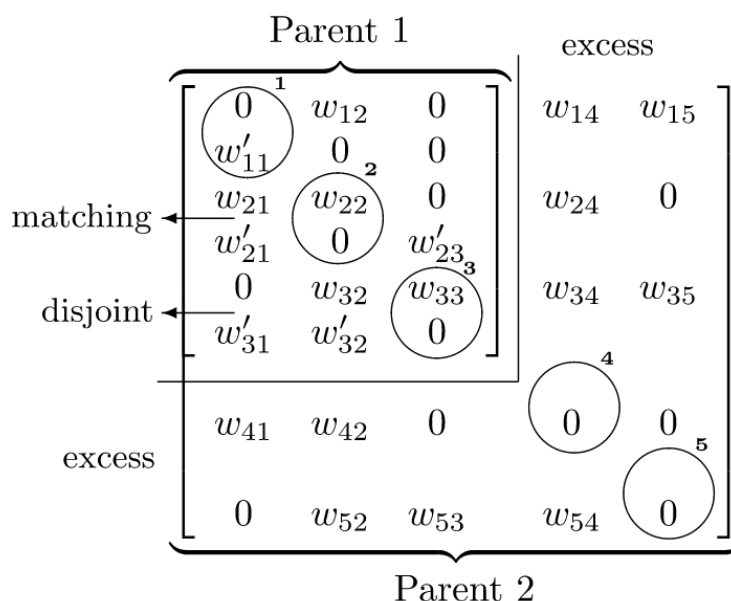 Parent 1
excess
1
0 w12 0 w14 w15
w′11 0 0
2
w21 w22 0 w24 0
matching
w′21 0 w′23
3
0 w32 w33 w34 w35
disjoint
w′31 w′32 0
4
w41 w42 0 0 0
5
excess
0 w52 w53 w54 0
Parent 2